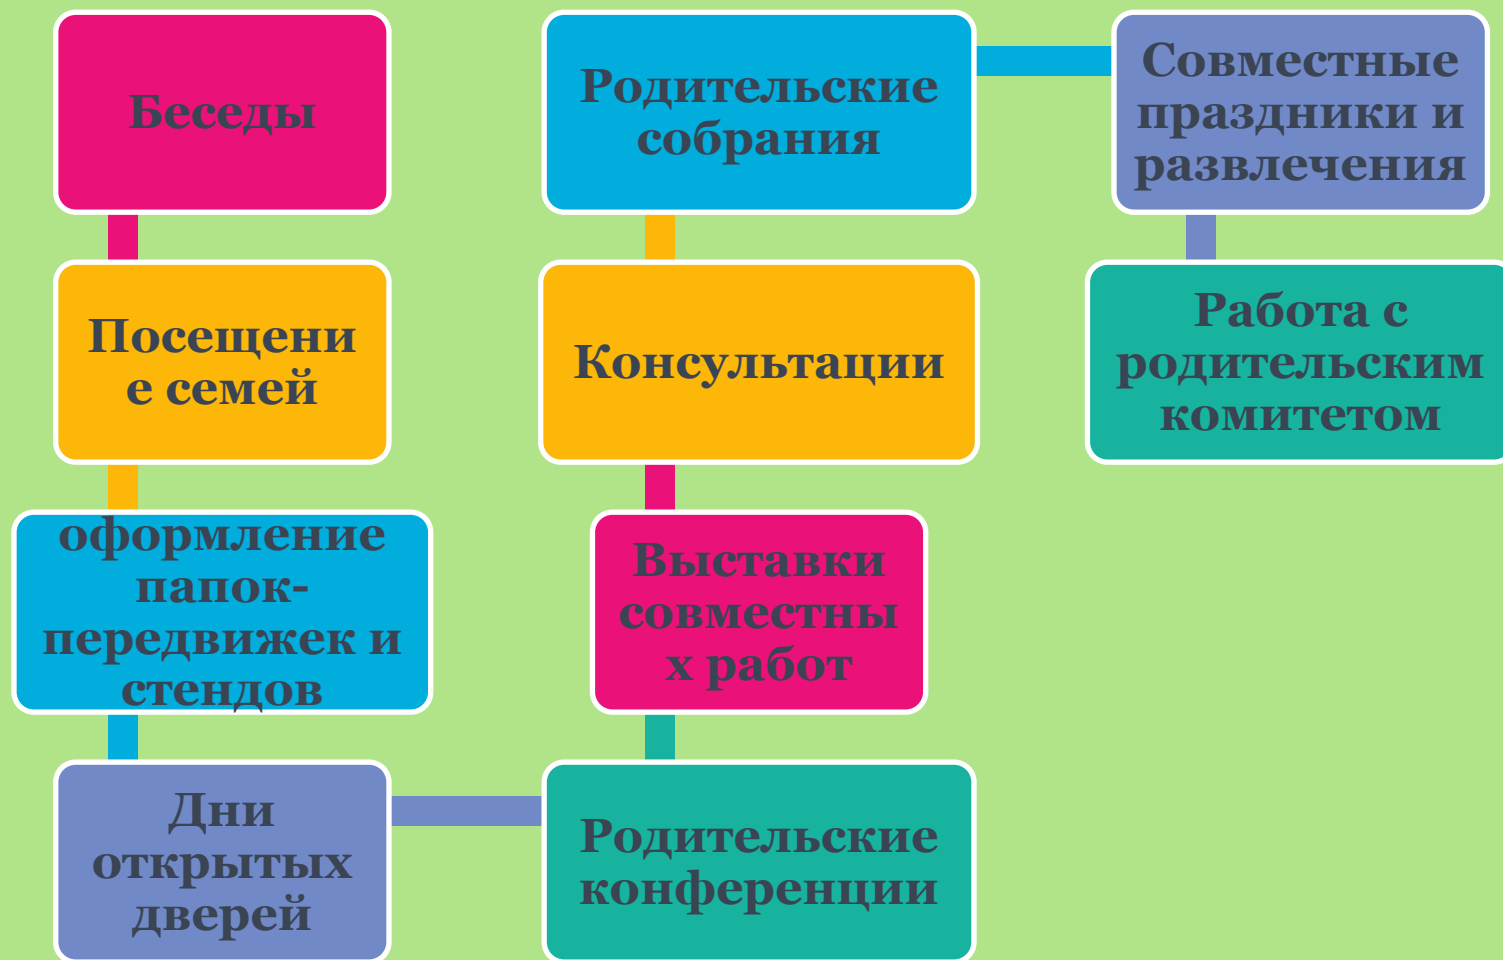 Беседы
Посещени
е семей
оформление
папок-
передвижек и
стендов
Дни
открытых
дверей
Родительские
конференции
Выставки
совместны
х работ
Консультации
Родительские
собрания
Совместные
праздники и
развлечения
Работа с
родительским
комитетом